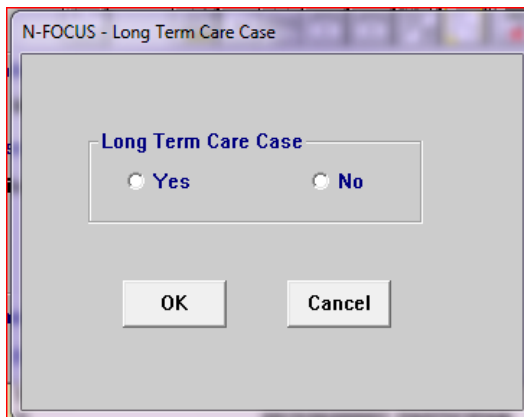 N-FOCUS - Long Term Care Case
Long Term Care Case
Yes No
OK Cancel